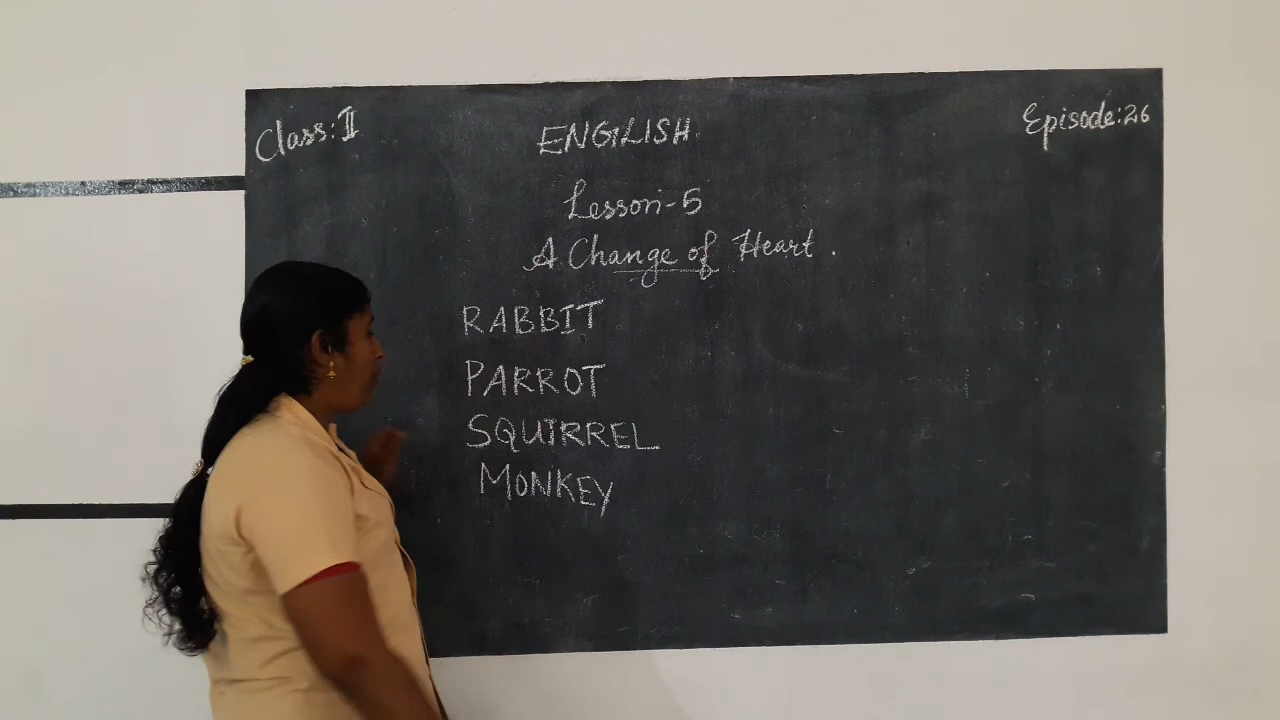 Class: II
ENGLISH
Episode: 26
Lesson-5
A Change of Heart.
RABBIT
PARROT
SQUIRREL
MONKEY